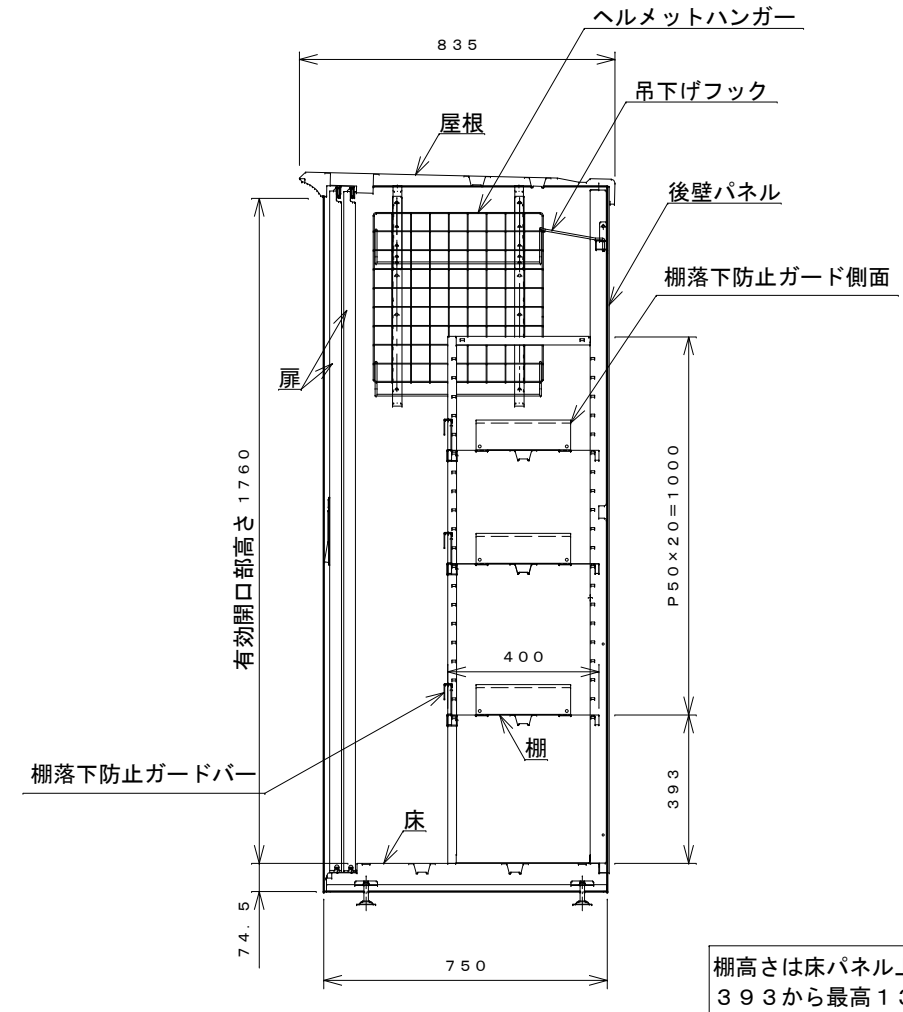 ヘルメットハンガー
835
吊下げフック
屋根
後壁パネル
棚落下防止ガード側面
扉
有効開口部高さ 1760
P50×20=1000
400
棚
棚落下防止ガードバー
393
床
74.5
750
棚高さは床パネル上
393から最高13